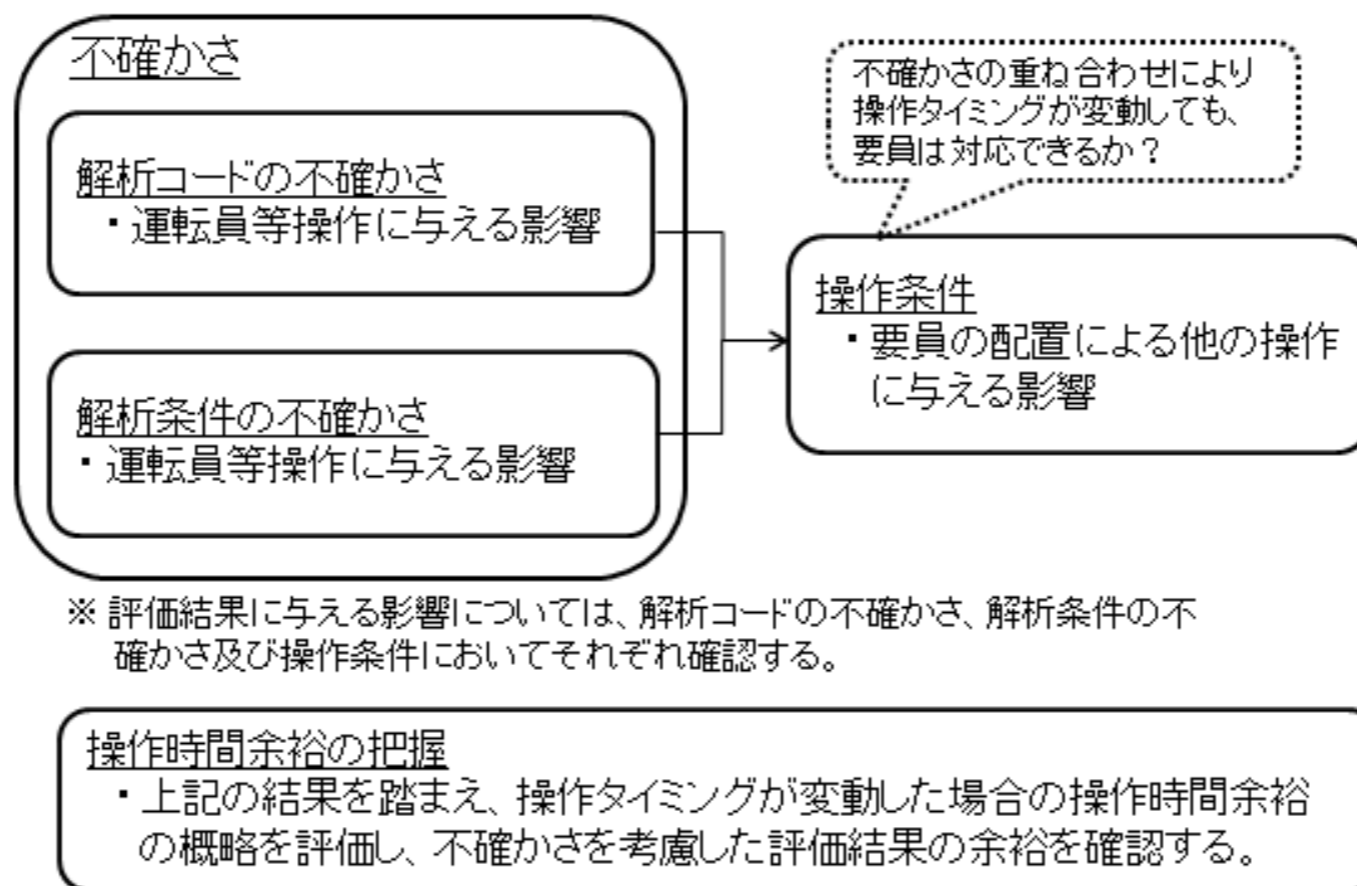 不確かさ
解析コードの不確かさ
・運転員等操作に与える影響
解析条件の不確かさ
・運転員等操作に与える影響
不確かさの重ね合わせにより
操作タイミングが変動しても、
要員は対応できるか？
操作条件
・要員の配置による他の操作
に与える影響
※ 評価結果に与える影響については、解析コードの不確かさ、解析条件の不
確かさ及び操作条件においてそれぞれ確認する。
操作時間余裕の把握
・上記の結果を踏まえ、操作タイミングが変動した場合の操作時間余裕
の概略を評価し、不確かさを考慮した評価結果の余裕を確認する。